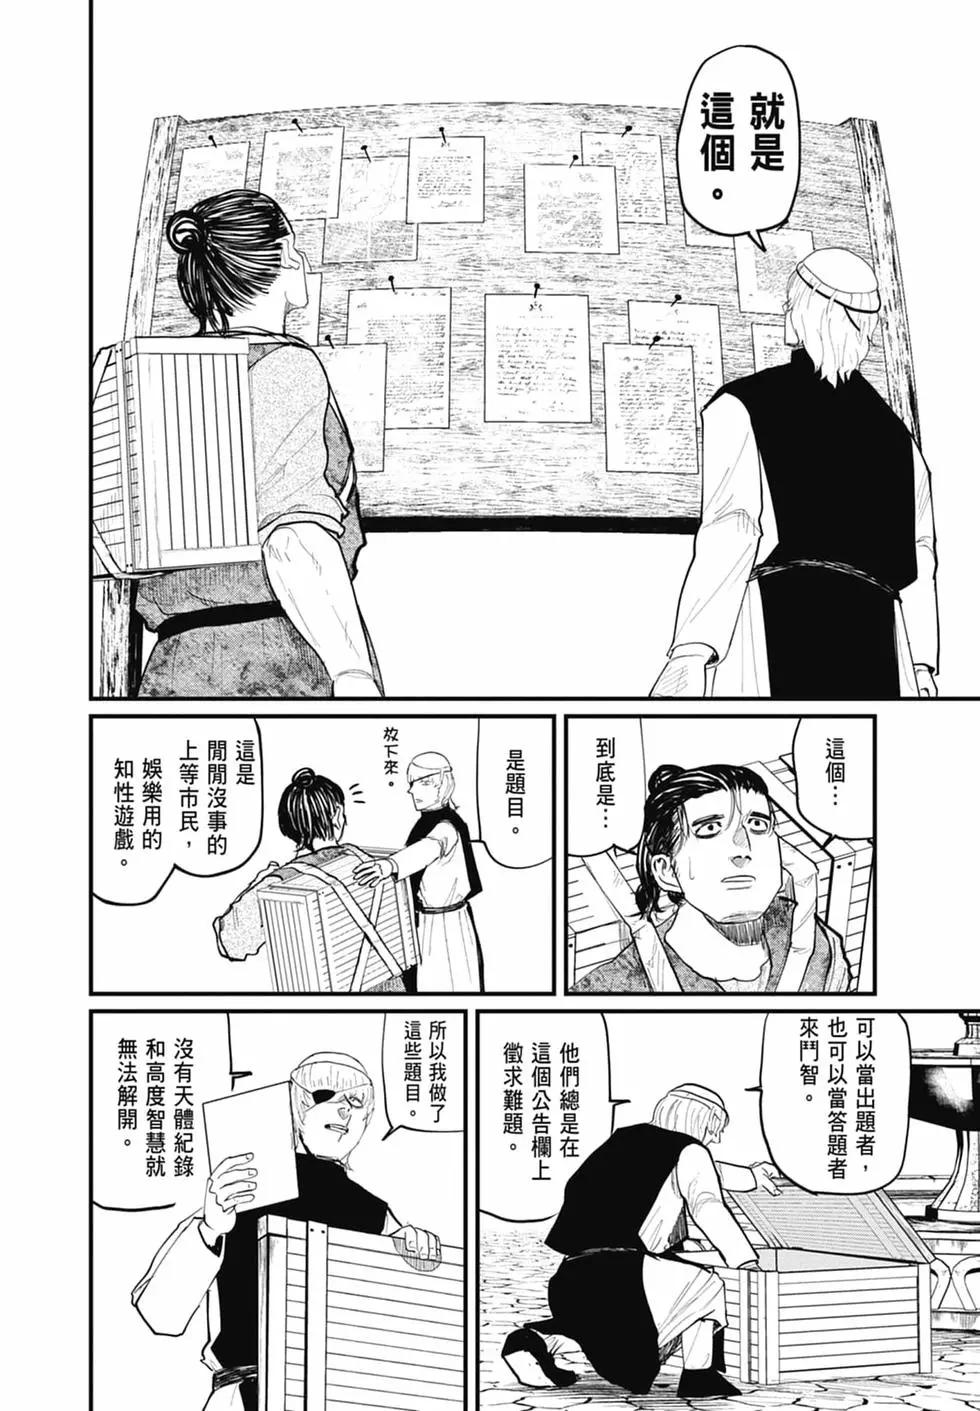 就是
這個。
這個…
到底是…
是題目。
放下來。
這是
閒閒沒事的
上等市民，
娛樂用的
知性遊戲。
可以當出題者，
也可以當答題者
來鬥智。
他們總是在
這個公告欄上
徵求難題。
所以我做了
這些題目。
沒有天體紀錄
和高度智慧就
無法解開。